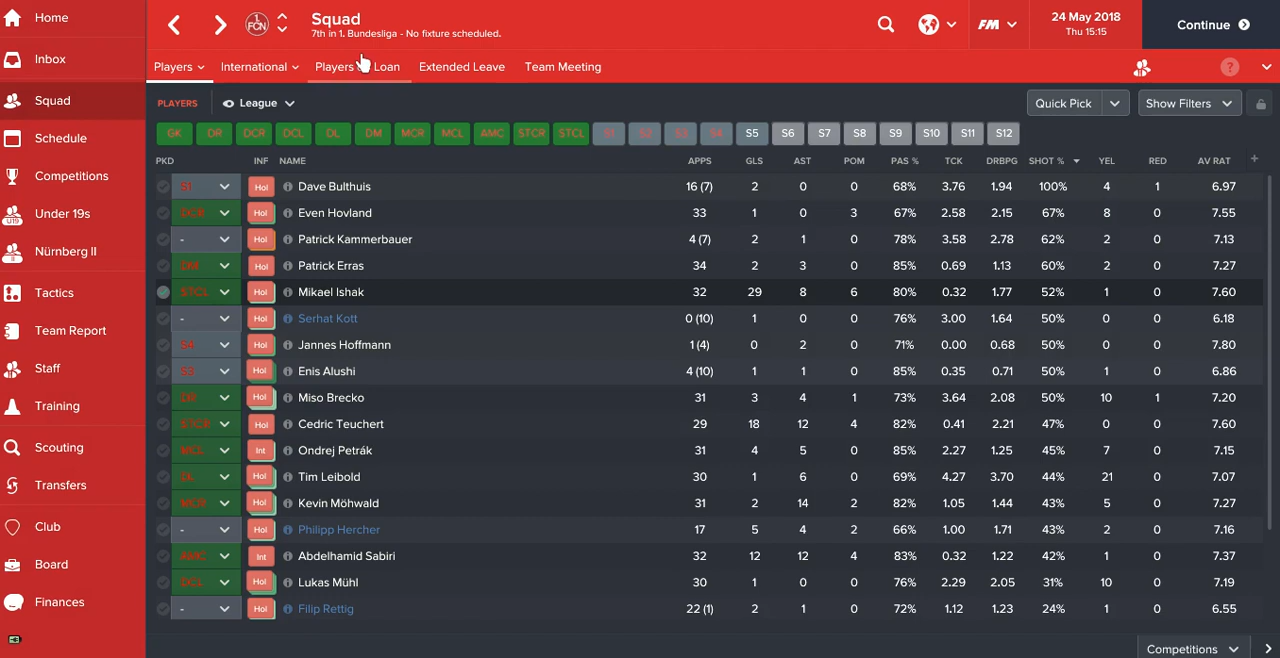 Home
Inbox
Squad
Schedule
Competitions
Under 19s
Nürnberg II
Tactics
Team Report
Staff
Training
Scouting
Transfers
Club
Board
Finances
1. FCN
Squad
7th in 1. Bundesliga - No fixture scheduled.
FM
24 May 2018
Thu 15:15
Continue
Players International Players Loan Extended Leave Team Meeting
?
PLAYERS League Quick Pick Show Filters
GK DR DCR DCL DL DM MCR MCL AMC STCR STCL S1 S2 S3 S4 S5 S6 S7 S8 S9 S10 S11 S12
PKD INF NAME APPS GLS AST POM PAS % TCK DRBPG SHOT % YEL RED AV RAT +
S1 Hol Dave Bulthuis 16 (7) 2 0 0 68% 3.76 1.94 100% 4 1 6.97
DCR Hol Even Hovland 33 1 0 3 67% 2.58 2.15 67% 8 0 7.55
- Hol Patrick Kammerbauer 4 (7) 2 1 0 78% 3.58 2.78 62% 2 0 7.13
DM Hol Patrick Erras 34 2 3 0 85% 0.69 1.13 60% 2 0 7.27
STCL Hol Mikael Ishak 32 29 8 6 80% 0.32 1.77 52% 1 0 7.60
- Hol Serhat Kott 0 (10) 1 0 0 76% 3.00 1.64 50% 0 0 6.18
S4 Hol Jannes Hoffmann 1 (4) 0 2 0 71% 0.00 0.68 50% 0 0 7.80
S3 Hol Enis Alushi 4 (10) 1 1 0 85% 0.35 0.71 50% 1 0 6.86
DR Hol Miso Brecko 31 3 4 1 73% 3.64 2.08 50% 10 1 7.20
STCR Hol Cedric Teuchert 29 18 12 4 82% 0.41 2.21 47% 0 0 7.60
MCL Int Ondrej Petrák 31 4 5 0 85% 2.27 1.25 45% 7 0 7.15
DL Hol Tim Leibold 30 1 6 0 69% 4.27 3.70 44% 21 0 7.07
MCR Hol Kevin Möhwald 31 2 14 2 82% 1.05 1.44 43% 5 0 7.27
- Hol Philipp Hercher 17 5 4 2 66% 1.00 1.71 43% 2 0 7.16
AMC Int Abdelhamid Sabiri 32 12 12 4 83% 0.32 1.22 42% 1 0 7.37
DCL Hol Lukas Mühl 30 1 0 0 76% 2.29 2.05 31% 10 0 7.19
- Hol Filip Rettig 22 (1) 2 1 0 72% 1.12 1.23 24% 1 0 6.55
Competitions